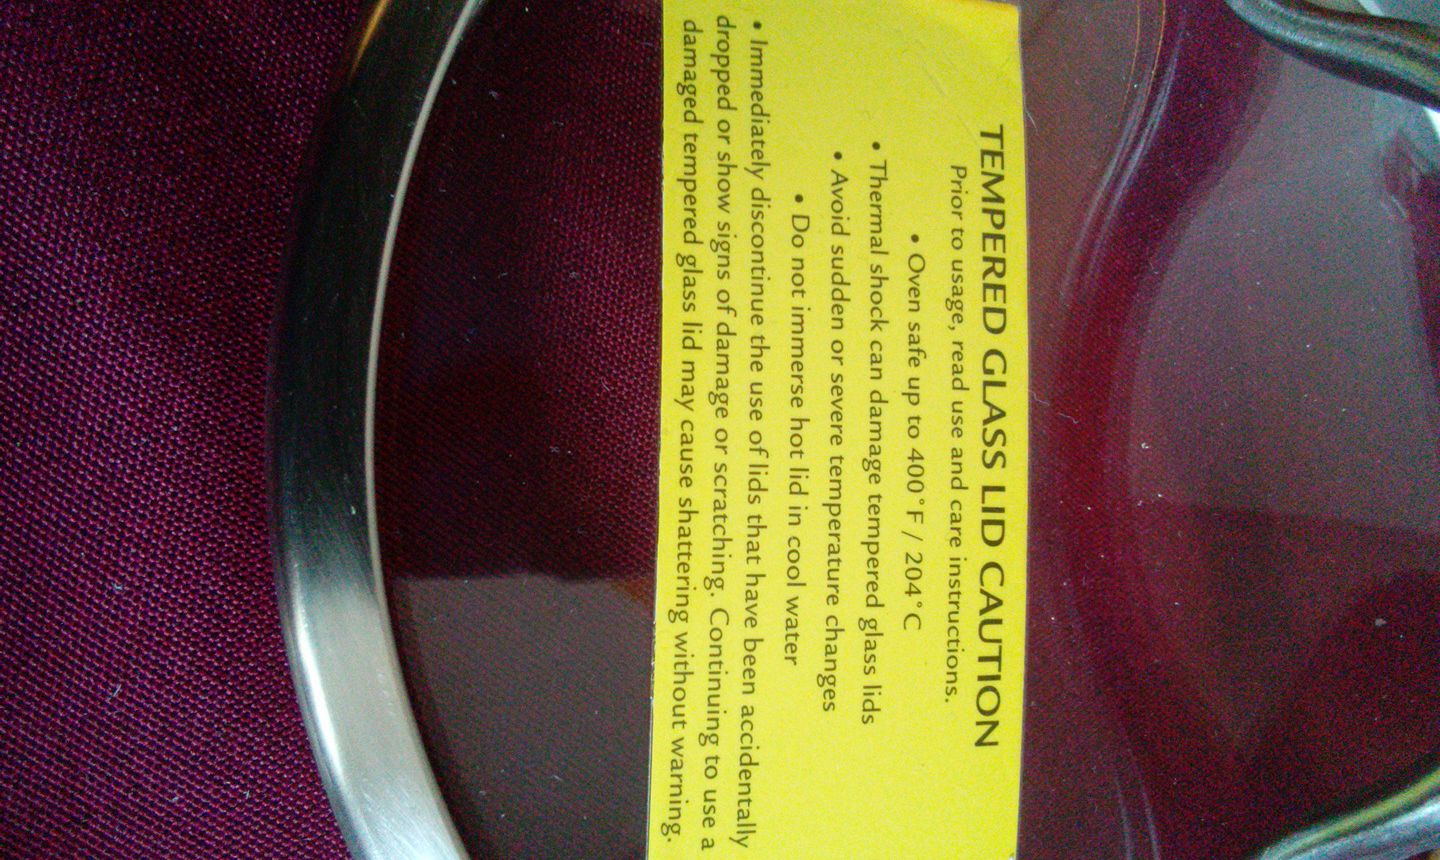 TEMPERED GLASS LID CAUTION
Prior to usage, read use and care instructions.
• Oven safe up to 400°F / 204°C
• Thermal shock can damage tempered glass lids
• Avoid sudden or severe temperature changes
• Do not immerse hot lid in cool water
• Immediately discontinue the use of lids that have been accidentally
dropped or show signs of damage or scratching. Continuing to use a
damaged tempered glass lid may cause shattering without warning.